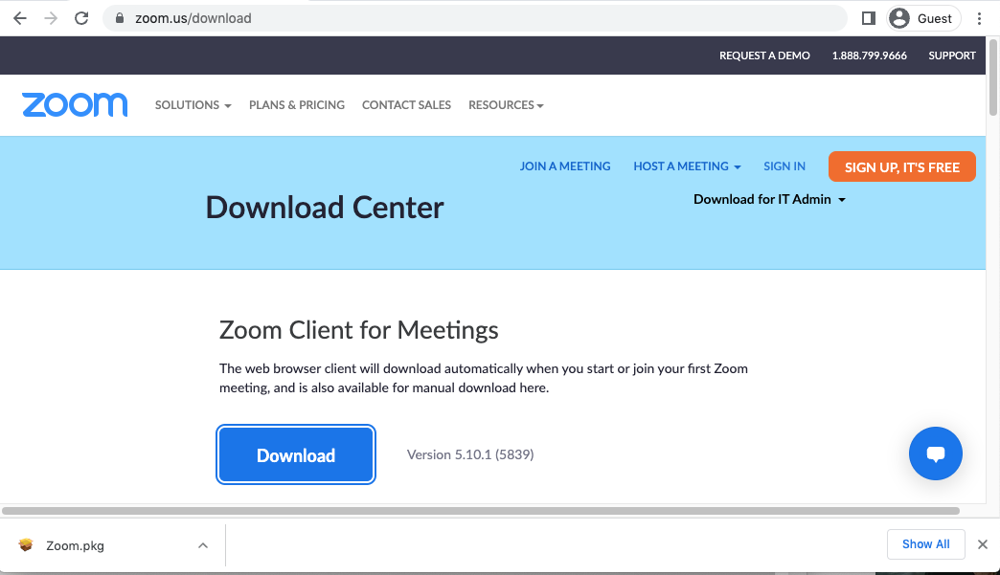 zoom.us/download
Guest
REQUEST A DEMO 1.888.799.9666 SUPPORT
zoom SOLUTIONS PLANS & PRICING CONTACT SALES RESOURCES
JOIN A MEETING HOST A MEETING SIGN IN SIGN UP, IT'S FREE
Download Center
Download for IT Admin
Zoom Client for Meetings
The web browser client will download automatically when you start or join your first Zoom
meeting, and is also available for manual download here.
Download Version 5.10.1 (5839)
Zoom.pkg
Show All